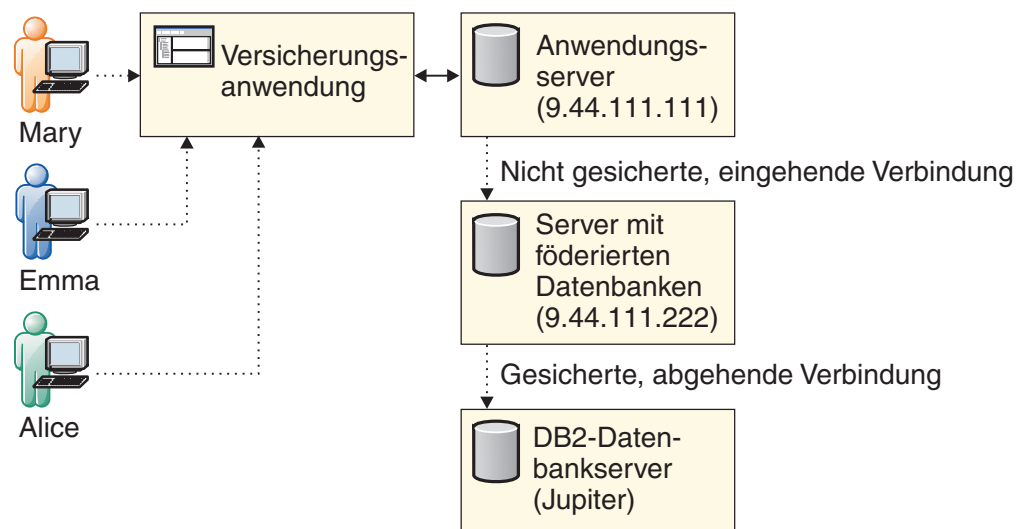 Mary
Emma
Alice
Versicherungs-
anwendung
Anwendungs-
server
(9.44.111.111)
Nicht gesicherte, eingehende Verbindung
Server mit
föderierten
Datenbanken
(9.44.111.222)
Gesicherte, abgehende Verbindung
DB2-Daten-
bankserver
(Jupiter)